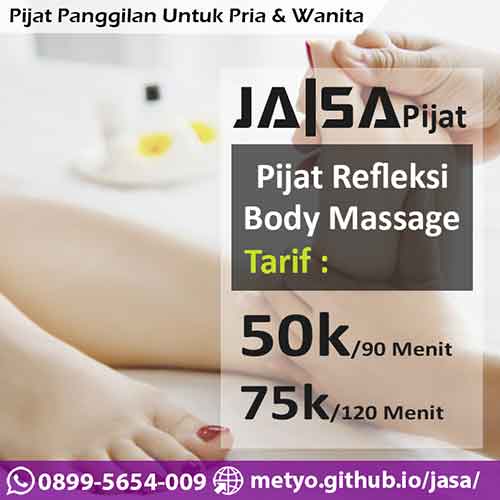 Pijat Panggilan Untuk Pria & Wanita
JA|SA Pijat
Pijat Refleksi
Body Massage
Tarif :
50k/90 Menit
75k/120 Menit
0899-5654-009 metyo.github.io/jasa/